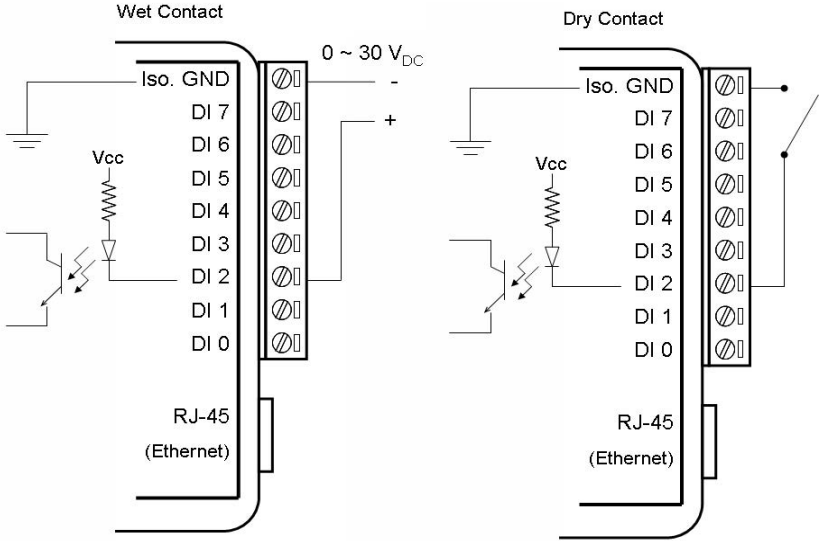 Wet Contact
0 ~ 30 VDC
Iso. GND
-
DI 7
+
DI 6
Vcc
DI 5
DI 4
DI 3
DI 2
DI 1
DI 0
RJ-45
(Ethernet)
Dry Contact
Iso. GND
DI 7
DI 6
Vcc
DI 5
DI 4
DI 3
DI 2
DI 1
DI 0
RJ-45
(Ethernet)